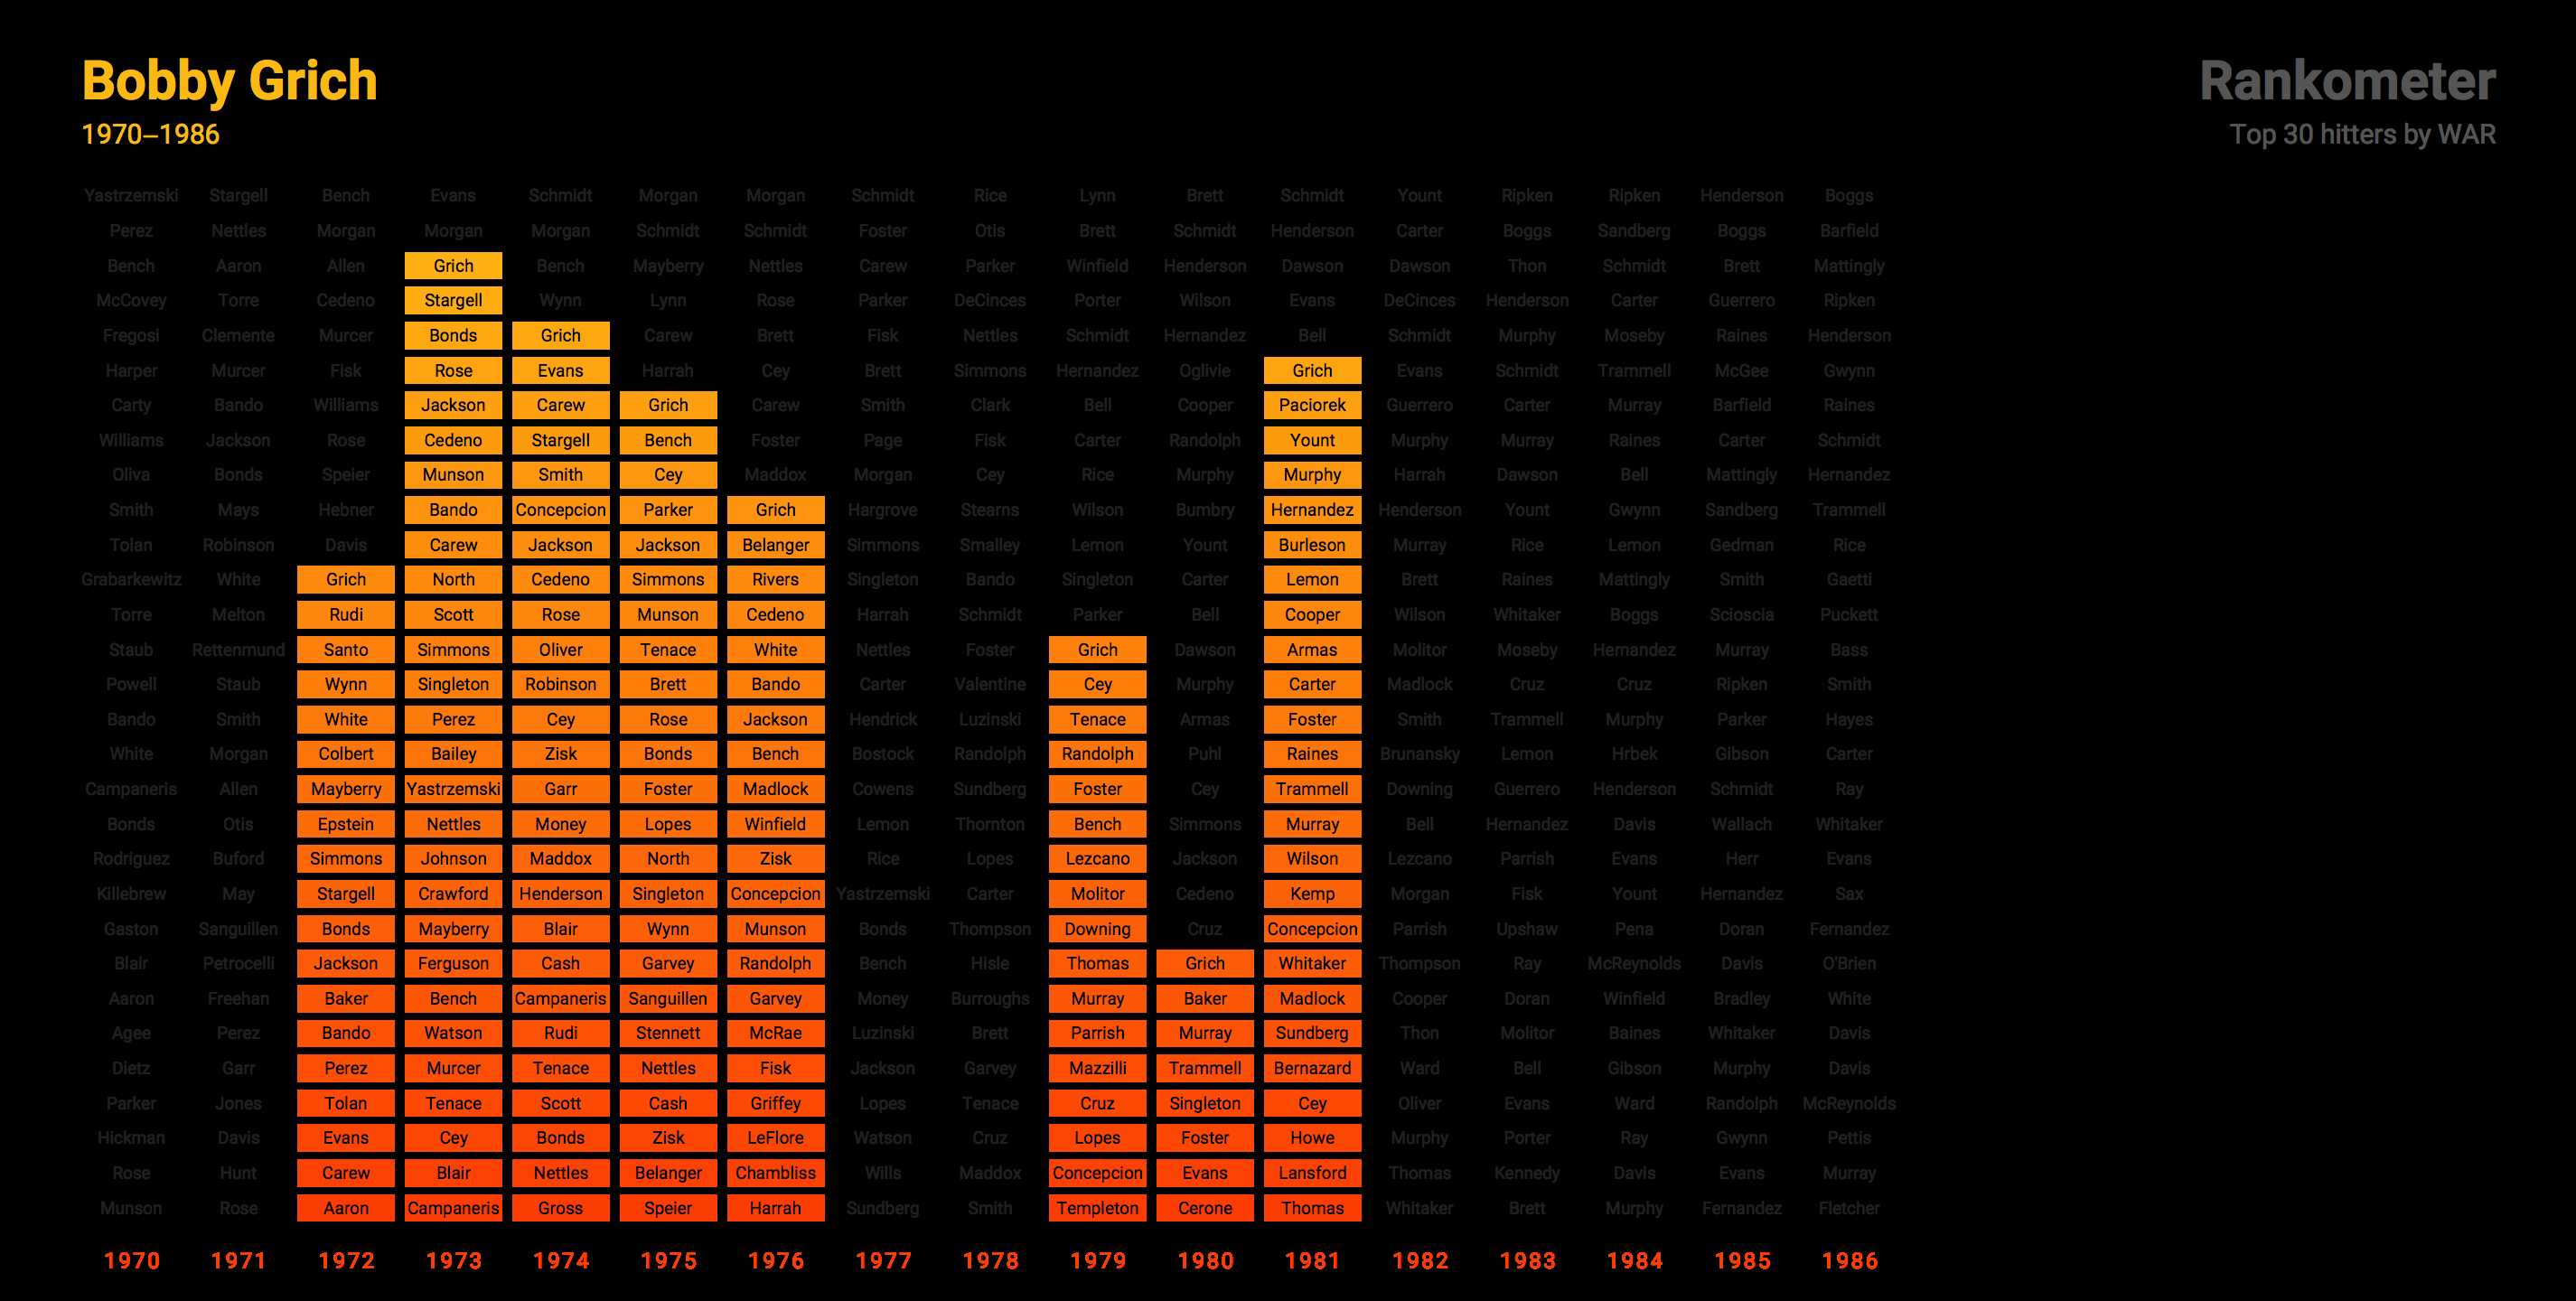 Bobby Grich
1970–1986
Rankometer
Top 30 hitters by WAR
Yastrzemski Stargell Bench Evans Schmidt Morgan Morgan Schmidt Rice Lynn Brett Schmidt Yount Ripken Ripken Henderson Boggs
Perez Nettles Morgan Morgan Morgan Schmidt Schmidt Foster Otis Brett Schmidt Henderson Carter Boggs Sandberg Boggs Barfield
Bench Aaron Allen Grich Bench Mayberry Nettles Carew Parker Winfield Henderson Dawson Dawson Thon Schmidt Brett Mattingly
McCovey Torre Cedeno Stargell Wynn Lynn Rose Parker DeCinces Porter Wilson Evans DeCinces Henderson Carter Guerrero Ripken
Fregosi Clemente Murcer Bonds Grich Carew Brett Fisk Nettles Schmidt Hernandez Bell Schmidt Murphy Moseby Raines Henderson
Harper Murcer Fisk Rose Evans Harrah Cey Brett Simmons Hernandez Oglivie Grich Evans Schmidt Trammell McGee Gwynn
Carty Bando Williams Jackson Carew Grich Carew Smith Clark Bell Cooper Paciorek Guerrero Carter Murray Barfield Raines
Williams Jackson Rose Cedeno Stargell Bench Foster Page Fisk Carter Randolph Yount Murphy Murray Raines Carter Schmidt
Oliva Bonds Speier Munson Smith Cey Maddox Morgan Cey Rice Murphy Murphy Harrah Dawson Bell Mattingly Hernandez
Smith Mays Hebner Bando Concepcion Parker Grich Hargrove Stearns Wilson Bumbry Hernandez Henderson Yount Gwynn Sandberg Trammell
Tolan Robinson Davis Carew Jackson Jackson Belanger Simmons Smalley Lemon Yount Burleson Murray Rice Lemon Gedman Rice
Grabarkewitz White Grich North Cedeno Simmons Rivers Singleton Bando Singleton Carter Lemon Brett Raines Mattingly Smith Gaetti
Torre Melton Rudi Scott Rose Munson Cedeno Harrah Schmidt Parker Bell Cooper Wilson Whitaker Boggs Scioscia Puckett
Staub Rettenmund Santo Simmons Oliver Tenace White Nettles Foster Grich Dawson Armas Molitor Moseby Hernandez Murray Bass
Powell Staub Wynn Singleton Robinson Brett Bando Carter Valentine Cey Murphy Carter Madlock Cruz Cruz Ripken Smith
Bando Smith White Perez Cey Rose Jackson Hendrick Luzinski Tenace Armas Foster Smith Trammell Murphy Parker Hayes
White Morgan Colbert Bailey Zisk Bonds Bench Bostock Randolph Randolph Puhl Raines Brunansky Lemon Hrbek Gibson Carter
Campaneris Allen Mayberry Yastrzemski Garr Foster Madlock Cowens Sundberg Foster Cey Trammell Downing Guerrero Henderson Schmidt Ray
Bonds Otis Epstein Nettles Money Lopes Winfield Lemon Thornton Bench Simmons Murray Bell Hernandez Davis Wallach Whitaker
Rodriguez Buford Simmons Johnson Maddox North Zisk Rice Lopes Lezcano Jackson Wilson Lezcano Parrish Evans Herr Evans
Killebrew May Stargell Crawford Henderson Singleton Concepcion Yastrzemski Carter Molitor Cedeno Kemp Morgan Fisk Yount Hernandez Sax
Gaston Sanguillen Bonds Mayberry Blair Wynn Munson Bonds Thompson Downing Cruz Concepcion Parrish Upshaw Pena Doran Fernandez
Blair Petrocelli Jackson Ferguson Cash Garvey Randolph Bench Hisle Thomas Grich Whitaker Thompson Ray McReynolds Davis O'Brien
Aaron Freehan Baker Bench Campaneris Sanguillen Garvey Money Burroughs Murray Baker Madlock Cooper Doran Winfield Bradley White
Agee Perez Bando Watson Rudi Stennett McRae Luzinski Brett Parrish Murray Sundberg Thon Molitor Baines Whitaker Davis
Dietz Garr Perez Murcer Tenace Nettles Fisk Jackson Garvey Mazzilli Trammell Bernazard Ward Bell Gibson Murphy Davis
Parker Jones Tolan Tenace Scott Cash Griffey Lopes Tenace Cruz Singleton Cey Oliver Evans Ward Randolph McReynolds
Hickman Davis Evans Cey Bonds Zisk LeFlore Watson Cruz Lopes Foster Howe Murphy Porter Ray Gwynn Pettis
Rose Hunt Carew Blair Nettles Belanger Chambliss Wills Maddox Concepcion Evans Lansford Thomas Kennedy Davis Evans Murray
Munson Rose Aaron Campaneris Gross Speier Harrah Sundberg Smith Templeton Cerone Thomas Whitaker Brett Murphy Fernandez Fletcher
1970 1971 1972 1973 1974 1975 1976 1977 1978 1979 1980 1981 1982 1983 1984 1985 1986